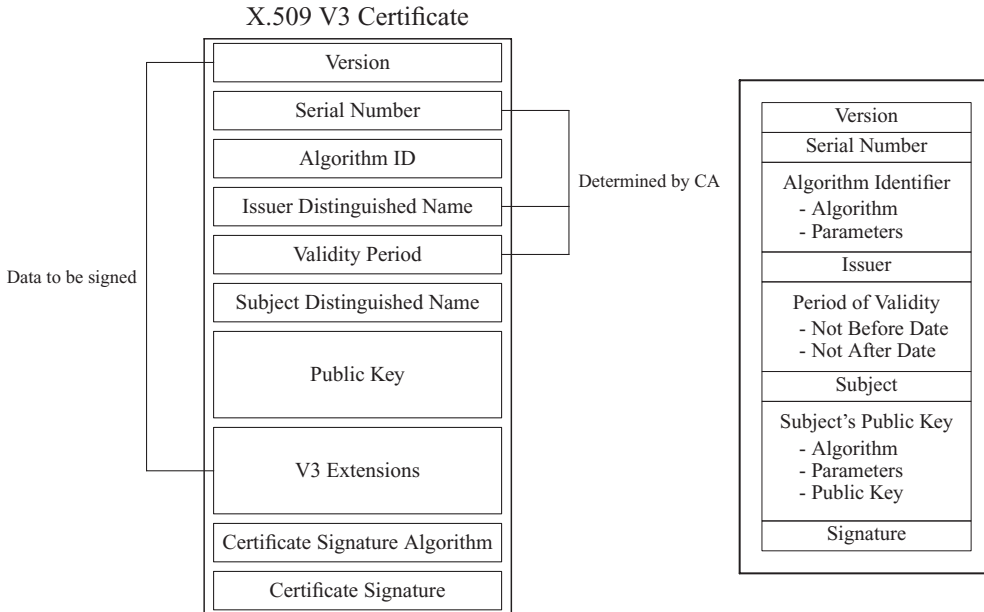 X.509 V3 Certificate
Version
Serial Number
Algorithm ID
Issuer Distinguished Name
Validity Period
Subject Distinguished Name
Public Key
V3 Extensions
Certificate Signature Algorithm
Certificate Signature
Data to be signed
Determined by CA
Version
Serial Number
Algorithm Identifier
- Algorithm
- Parameters
Issuer
Period of Validity
- Not Before Date
- Not After Date
Subject
Subject's Public Key
- Algorithm
- Parameters
- Public Key
Signature